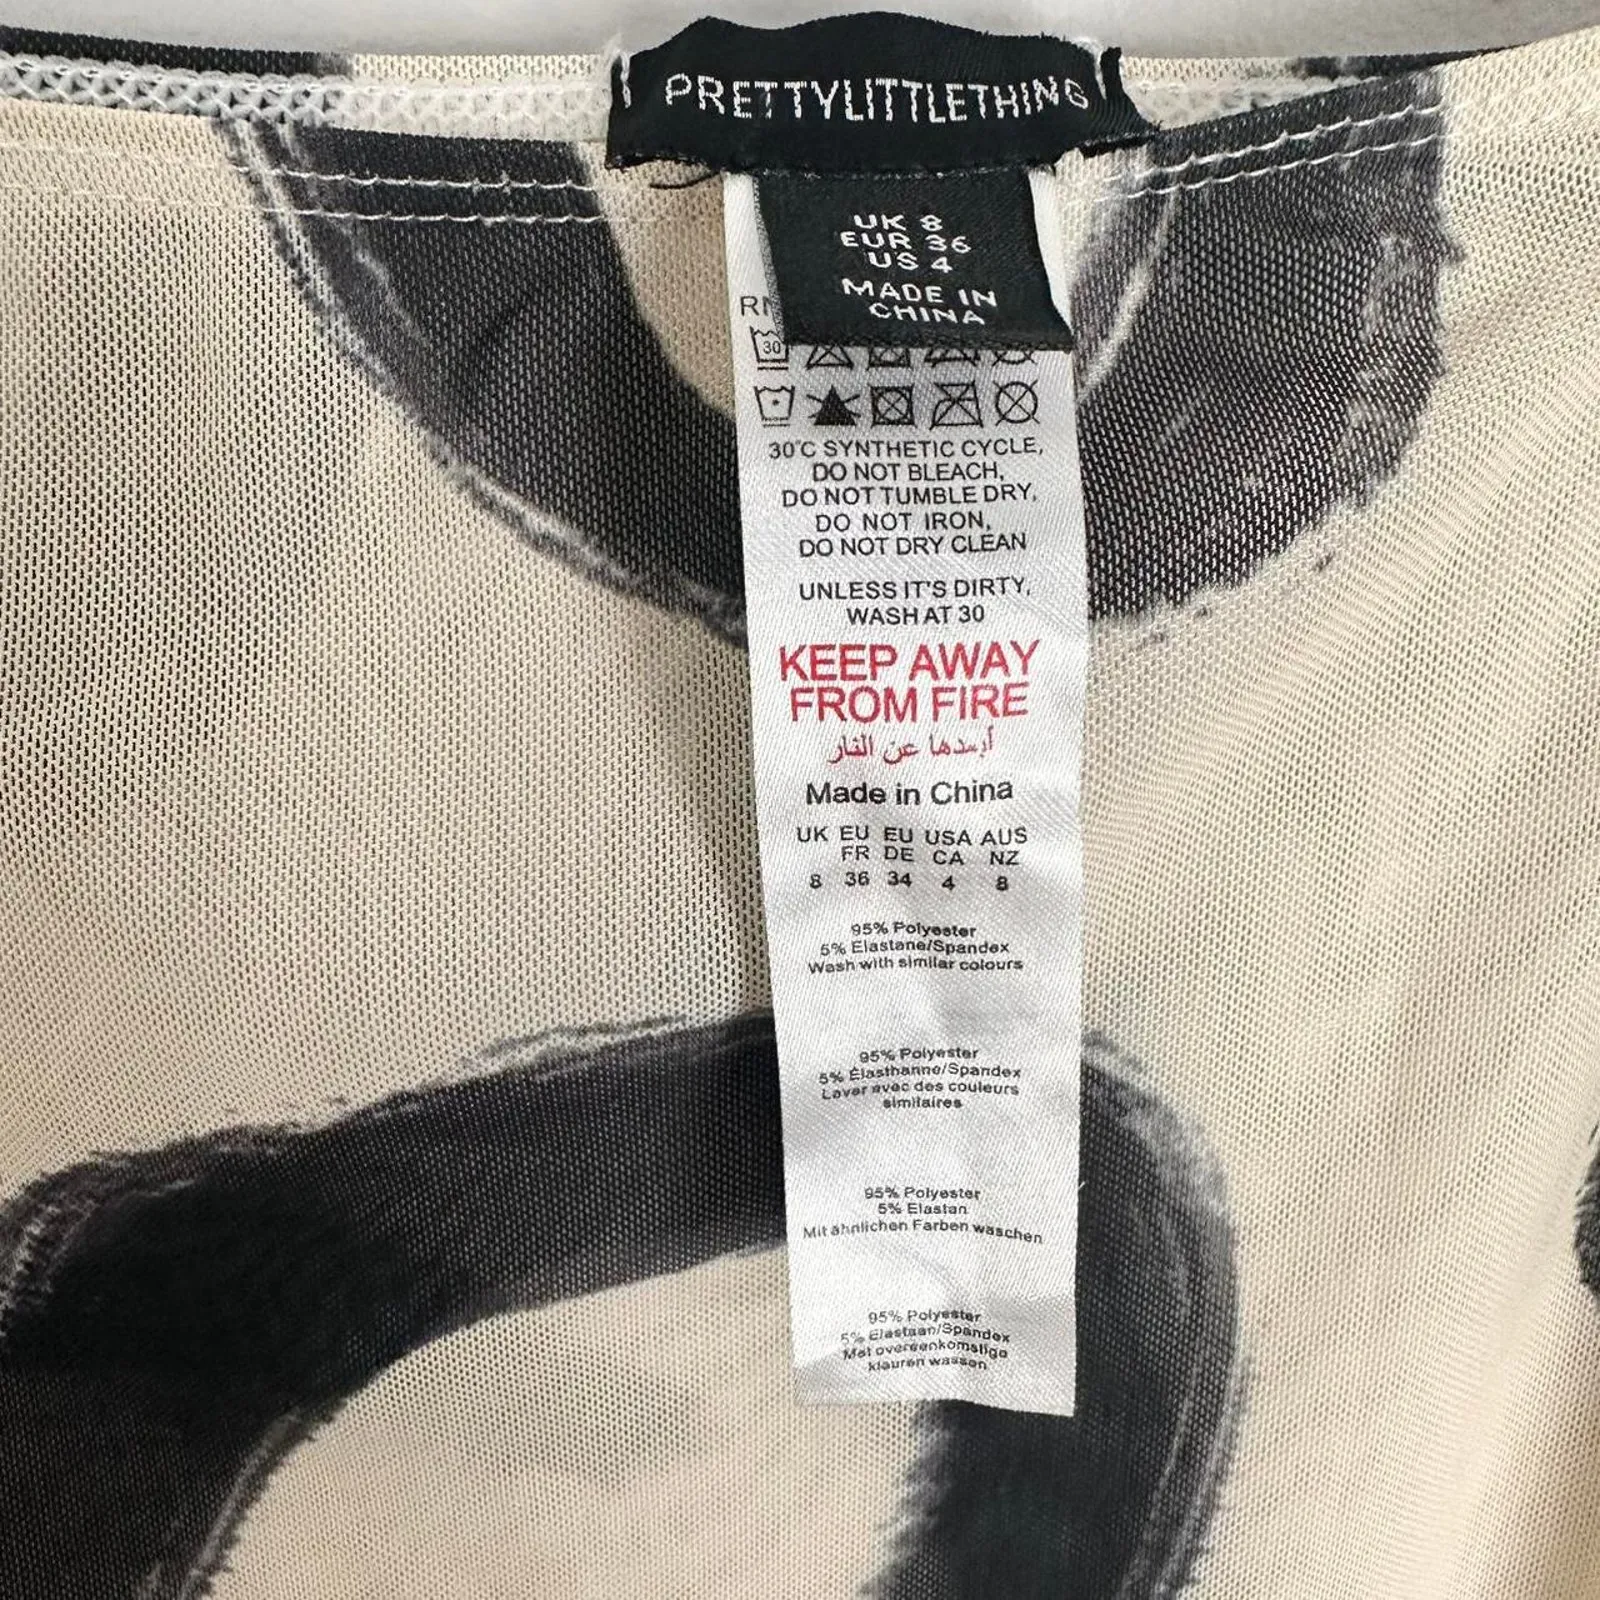 PRETTYLITTLETHING
UK 8
EUR 36
US 4
MADE IN
CHINA
30
30°C SYNTHETIC CYCLE,
DO NOT BLEACH,
DO NOT TUMBLE DRY,
DO NOT IRON,
DO NOT DRY CLEAN
UNLESS IT'S DIRTY,
WASH AT 30
KEEP AWAY
FROM FIRE
أبعدها عن النار
Made in China
UK EU EU USA AUS
FR DE CA NZ
8 36 34 4 8
95% Polyester
5% Elastane/Spandex
Wash with similar colours
95% Polyester
5% Élasthanne/Spandex
Laver avec des couleurs
similaires
95% Polyester
5% Elastan
Mit ähnlichen Farben waschen
95% Polyester
5% Elastaan/Spandex
Met overeenkomstige
kleuren wassen